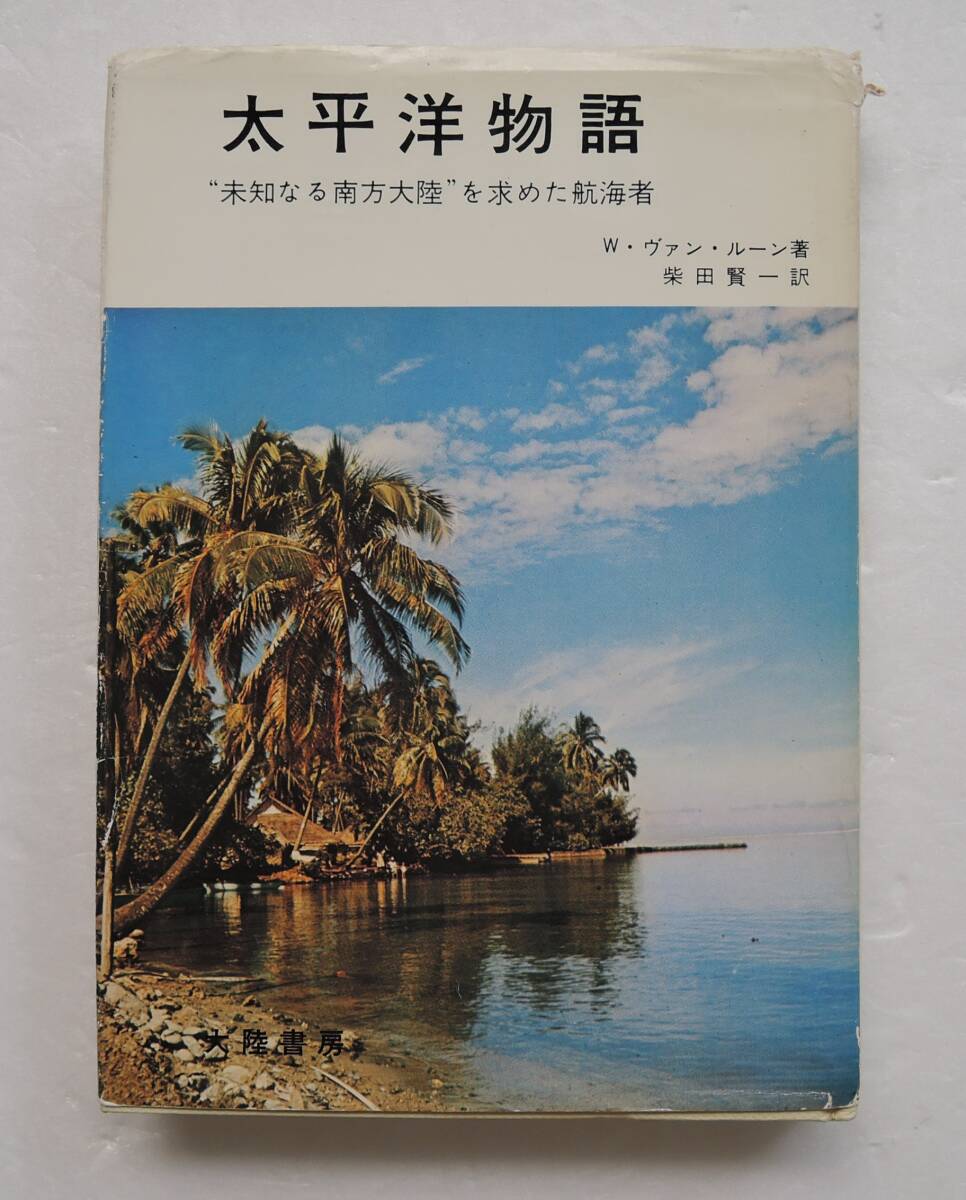 太平洋物語
“未知なる南方大陸”を求めた航海者
W・ヴァン・ルーン著
柴田賢一訳
大陸書房